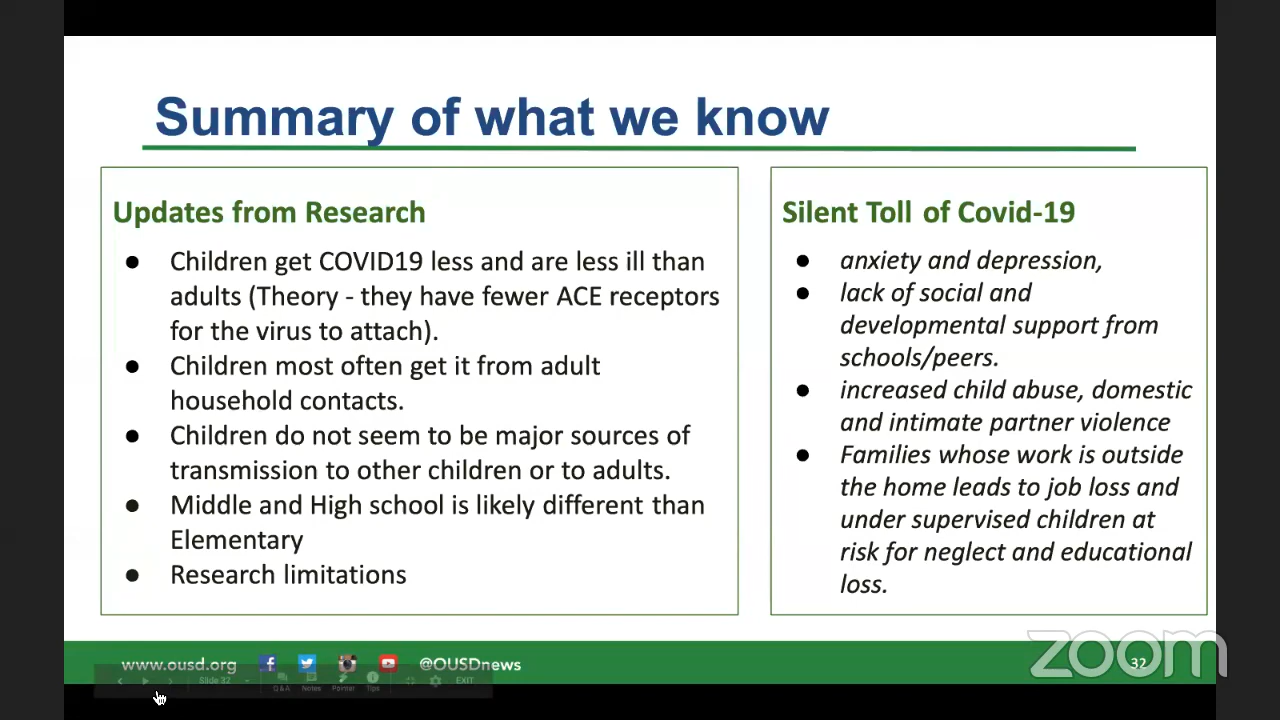 Summary of what we know
Updates from Research
● Children get COVID19 less and are less ill than
adults (Theory - they have fewer ACE receptors
for the virus to attach).
● Children most often get it from adult
household contacts.
● Children do not seem to be major sources of
transmission to other children or to adults.
● Middle and High school is likely different than
Elementary
● Research limitations
Silent Toll of Covid-19
● anxiety and depression,
● lack of social and
developmental support from
schools/peers.
● increased child abuse, domestic
and intimate partner violence
● Families whose work is outside
the home leads to job loss and
under supervised children at
risk for neglect and educational
loss.
www.ousd.org @OUSDnews 32
zoom
Slide 32
Q&A Notes Pointer Tips EXIT